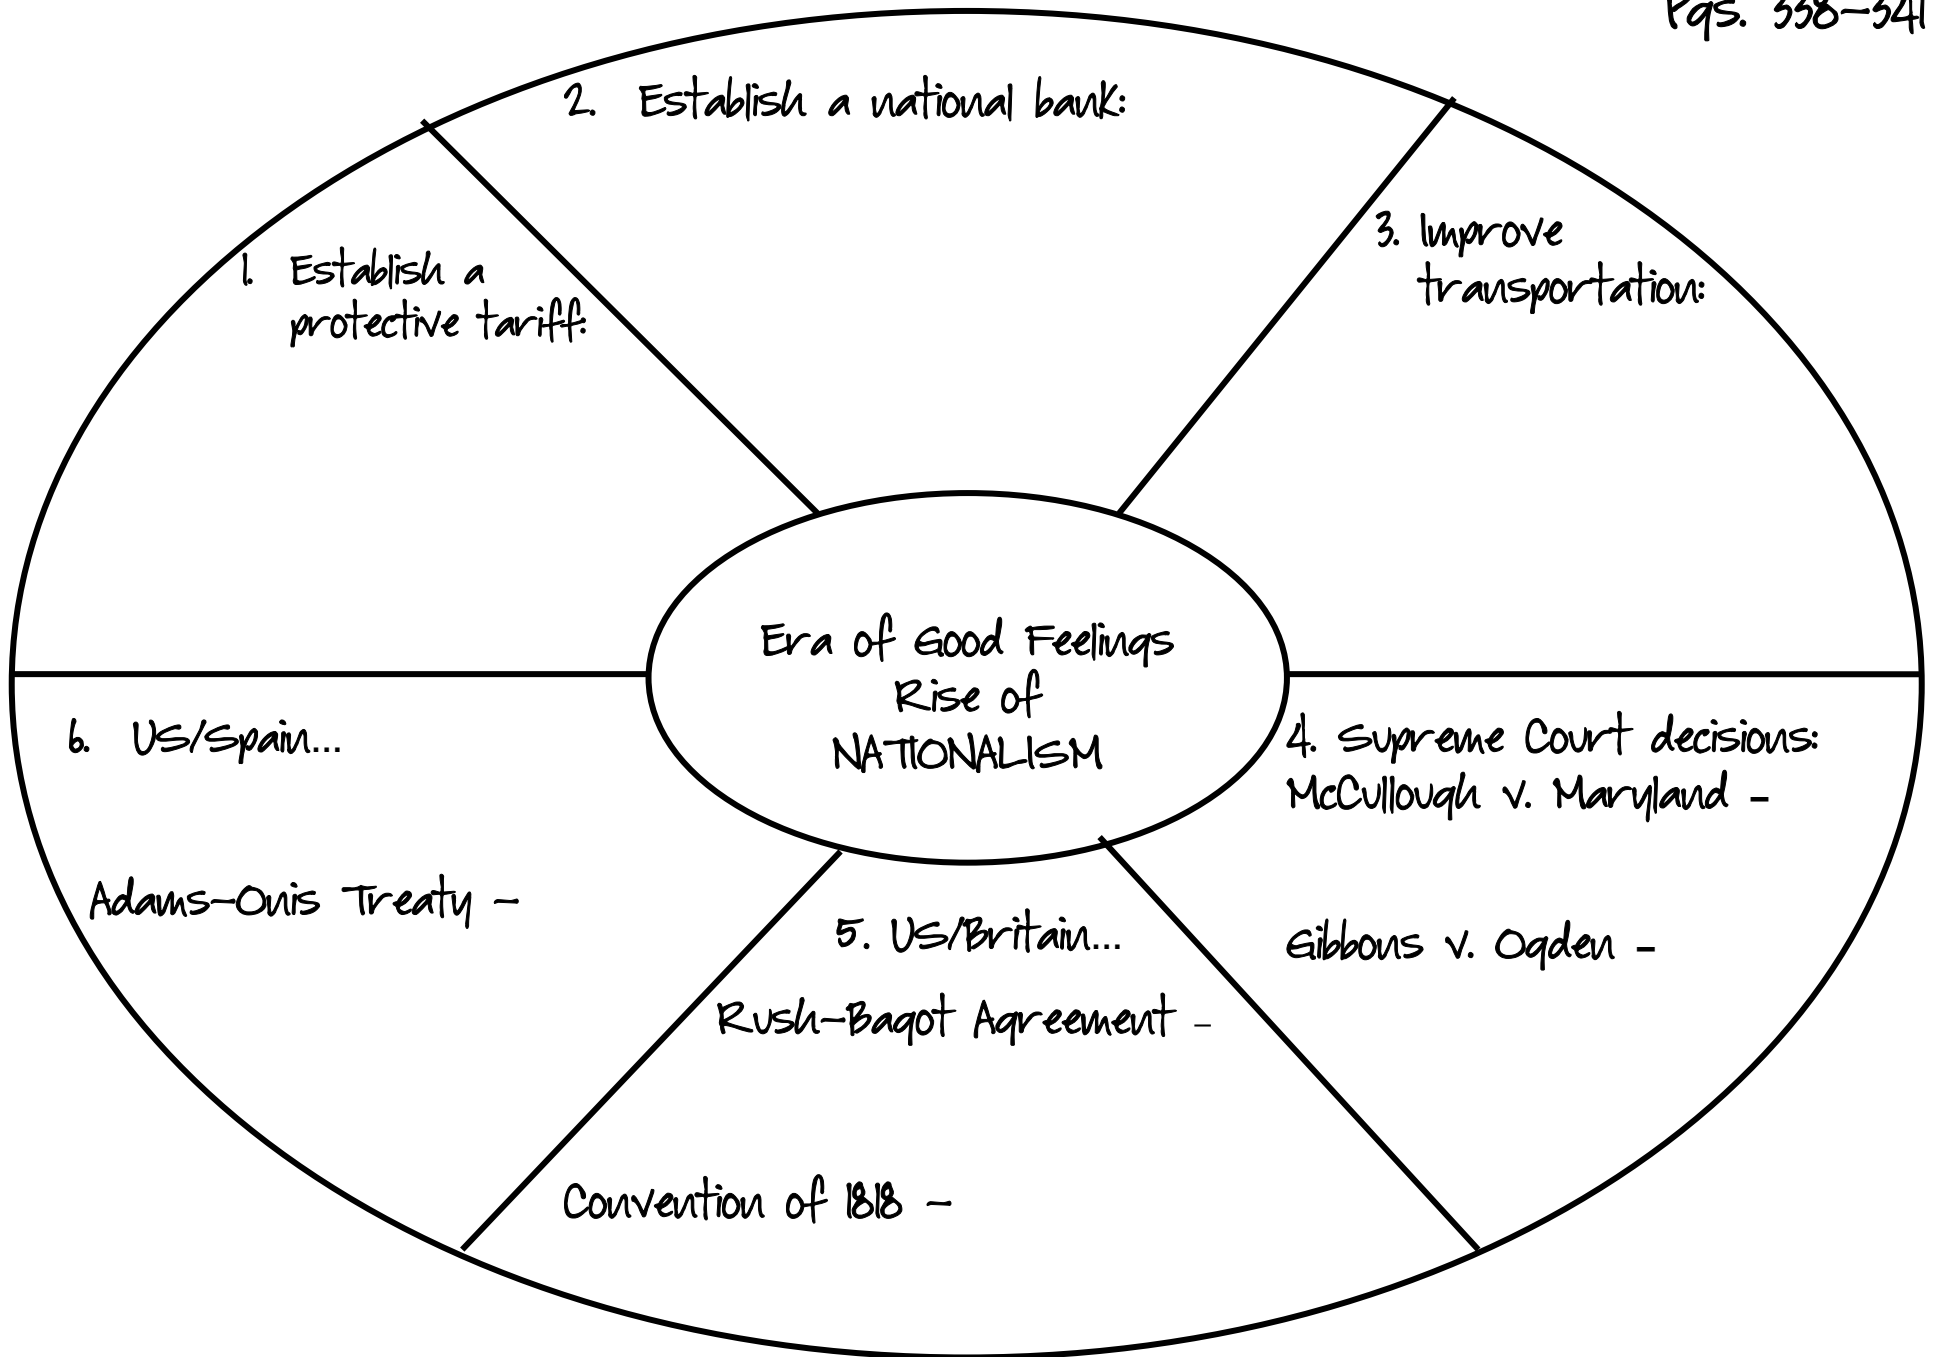 Pgs. 338-341
2. Establish a national bank:
1. Establish a
protective tariff:
3. Improve
transportation:
Era of Good Feelings
Rise of
NATIONALISM
4. Supreme Court decisions:
McCullough v. Maryland -
Gibbons v. Ogden -
5. US/Britain...
Rush-Bagot Agreement -
Convention of 1818 -
6. US/Spain...
Adams-Onis Treaty -